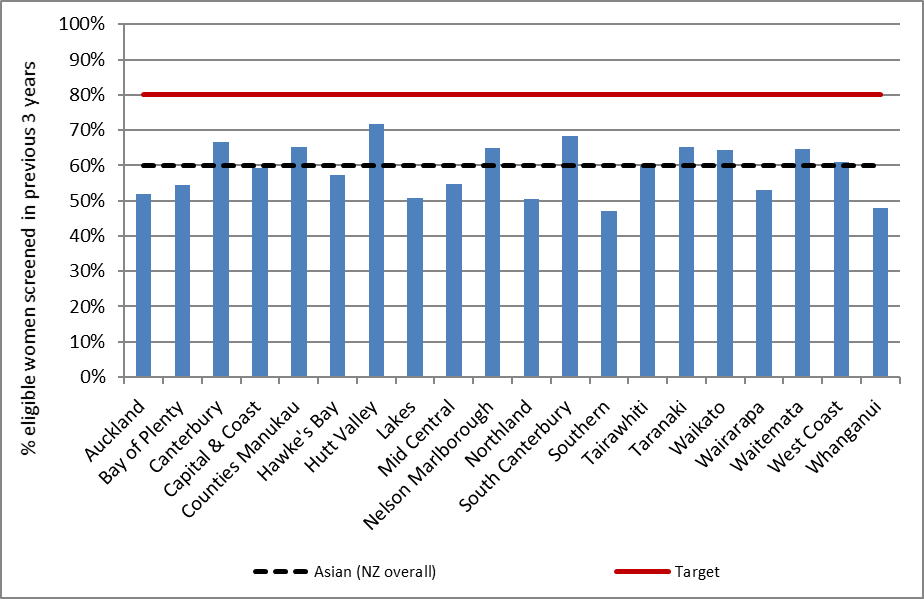 % eligible women screened in previous 3 years
100%
90%
80%
70%
60%
50%
40%
30%
20%
10%
0%
Auckland
Bay of Plenty
Canterbury
Capital & Coast
Counties Manukau
Hawke's Bay
Hutt Valley
Lakes
Mid Central
Nelson Marlborough
Northland
South Canterbury
Southern
Tairawhiti
Taranaki
Waikato
Wairarapa
Waitemata
West Coast
Whanganui
Asian (NZ overall)
Target